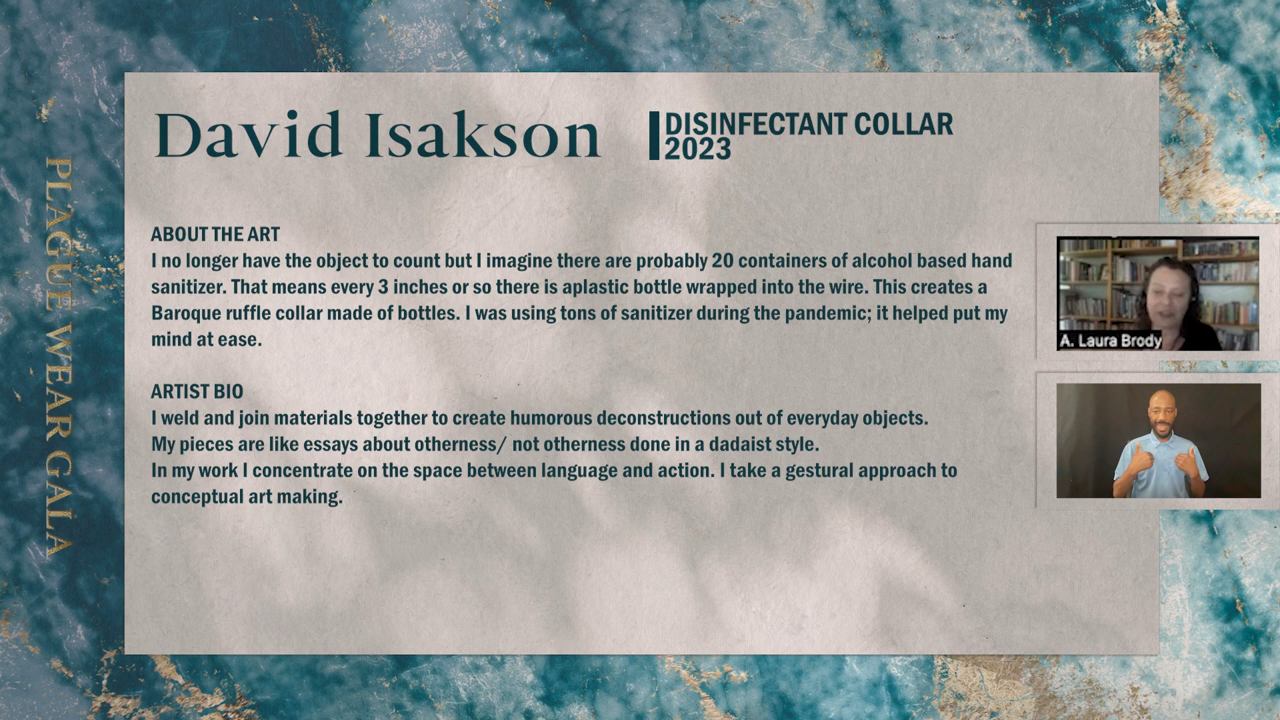 PLAGUE WEAR GALA
David Isakson
DISINFECTANT COLLAR
2023
ABOUT THE ART
I no longer have the object to count but I imagine there are probably 20 containers of alcohol based hand
sanitizer. That means every 3 inches or so there is aplastic bottle wrapped into the wire. This creates a
Baroque ruffle collar made of bottles. I was using tons of sanitizer during the pandemic; it helped put my
mind at ease.
ARTIST BIO
I weld and join materials together to create humorous deconstructions out of everyday objects.
My pieces are like essays about otherness/ not otherness done in a dadaist style.
In my work I concentrate on the space between language and action. I take a gestural approach to
conceptual art making.
A. Laura Brody